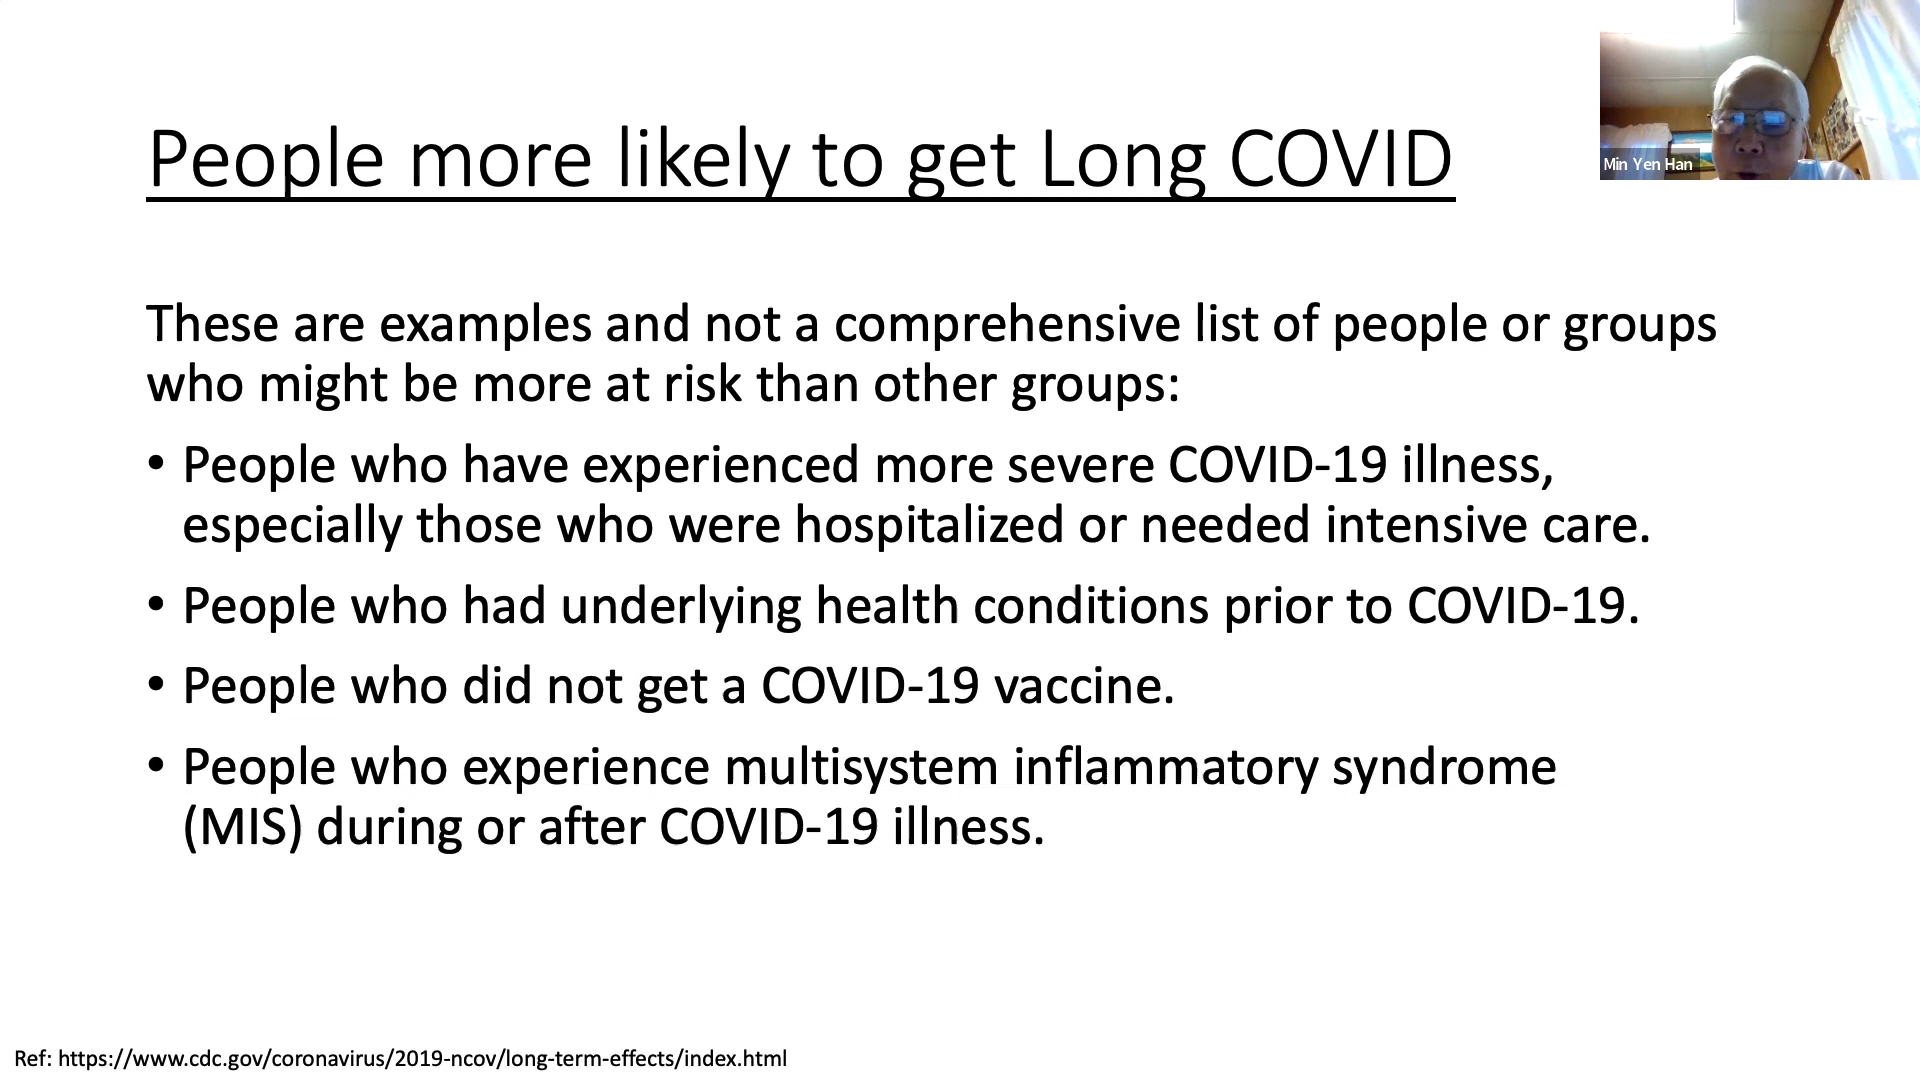 People more likely to get Long COVID
Min Yen Han
These are examples and not a comprehensive list of people or groups
who might be more at risk than other groups:
• People who have experienced more severe COVID-19 illness,
especially those who were hospitalized or needed intensive care.
• People who had underlying health conditions prior to COVID-19.
• People who did not get a COVID-19 vaccine.
• People who experience multisystem inflammatory syndrome
(MIS) during or after COVID-19 illness.
Ref: https://www.cdc.gov/coronavirus/2019-ncov/long-term-effects/index.html